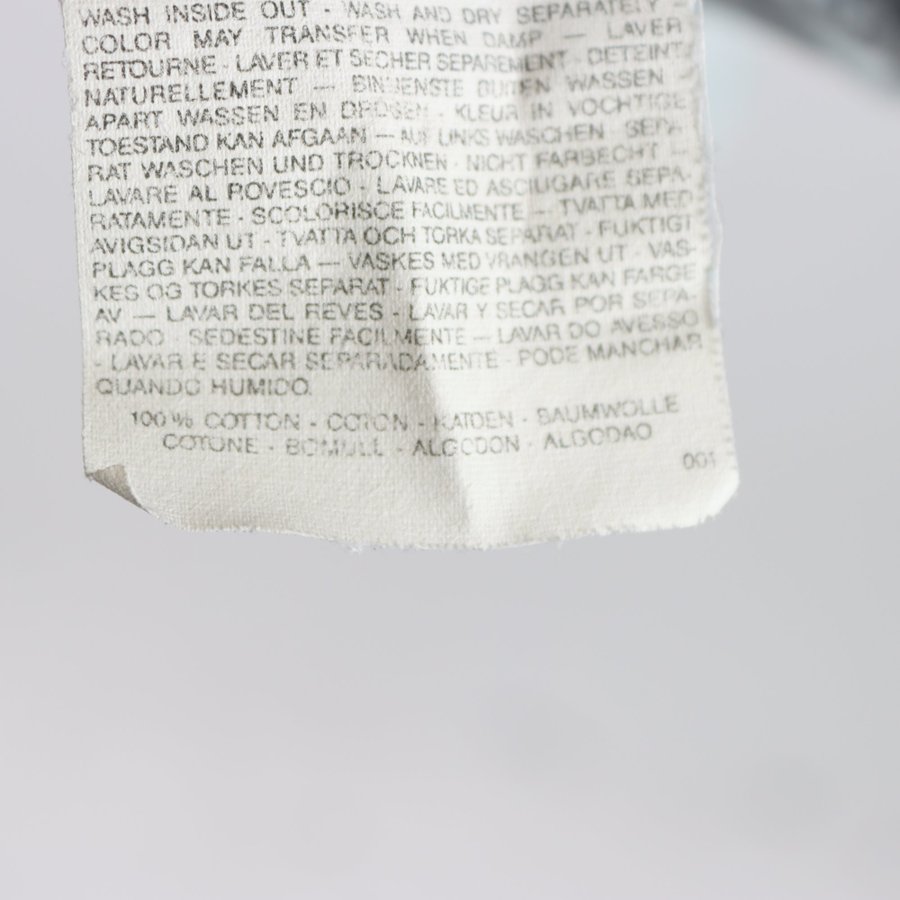 WASH INSIDE OUT - WASH AND DRY SEPARATELY -
COLOR MAY TRANSFER WHEN DAMP — LAVER
RETOURNE - LAVER ET SECHER SEPAREMENT - DETEINT
NATURELLEMENT — BINNENSTE BUITEN WASSEN -
APART WASSEN EN DROGEN - KLEUR IN VOCHTIGE
TOESTAND KAN AFGAAN — AUF LINKS WASCHEN - SEPA-
RAT WASCHEN UND TROCKNEN - NICHT FARBECHT —
LAVARE AL ROVESCIO - LAVARE ED ASCIUGARE SEPA-
RATAMENTE - SCOLORISCE FACILMENTE — TVATTA MED
AVIGSIDAN UT - TVATTA OCH TORKA SEPARAT - FUKTIGT
PLAGG KAN FALLA — VASKES MED VRANGEN UT - VAS-
KES OG TORKES SEPARAT - FUKTIGE PLAGG KAN FARGE
AV — LAVAR DEL REVES - LAVAR Y SECAR POR SEPA-
RADO - SEDESTINE FACILMENTE — LAVAR DO AVESSO
- LAVAR E SECAR SEPARADAMENTE - PODE MANCHAR
QUANDO HUMIDO.
100% COTTON - COTON - KATOEN - BAUMWOLLE
COTONE - BOMULL - ALGODON - ALGODAO
001